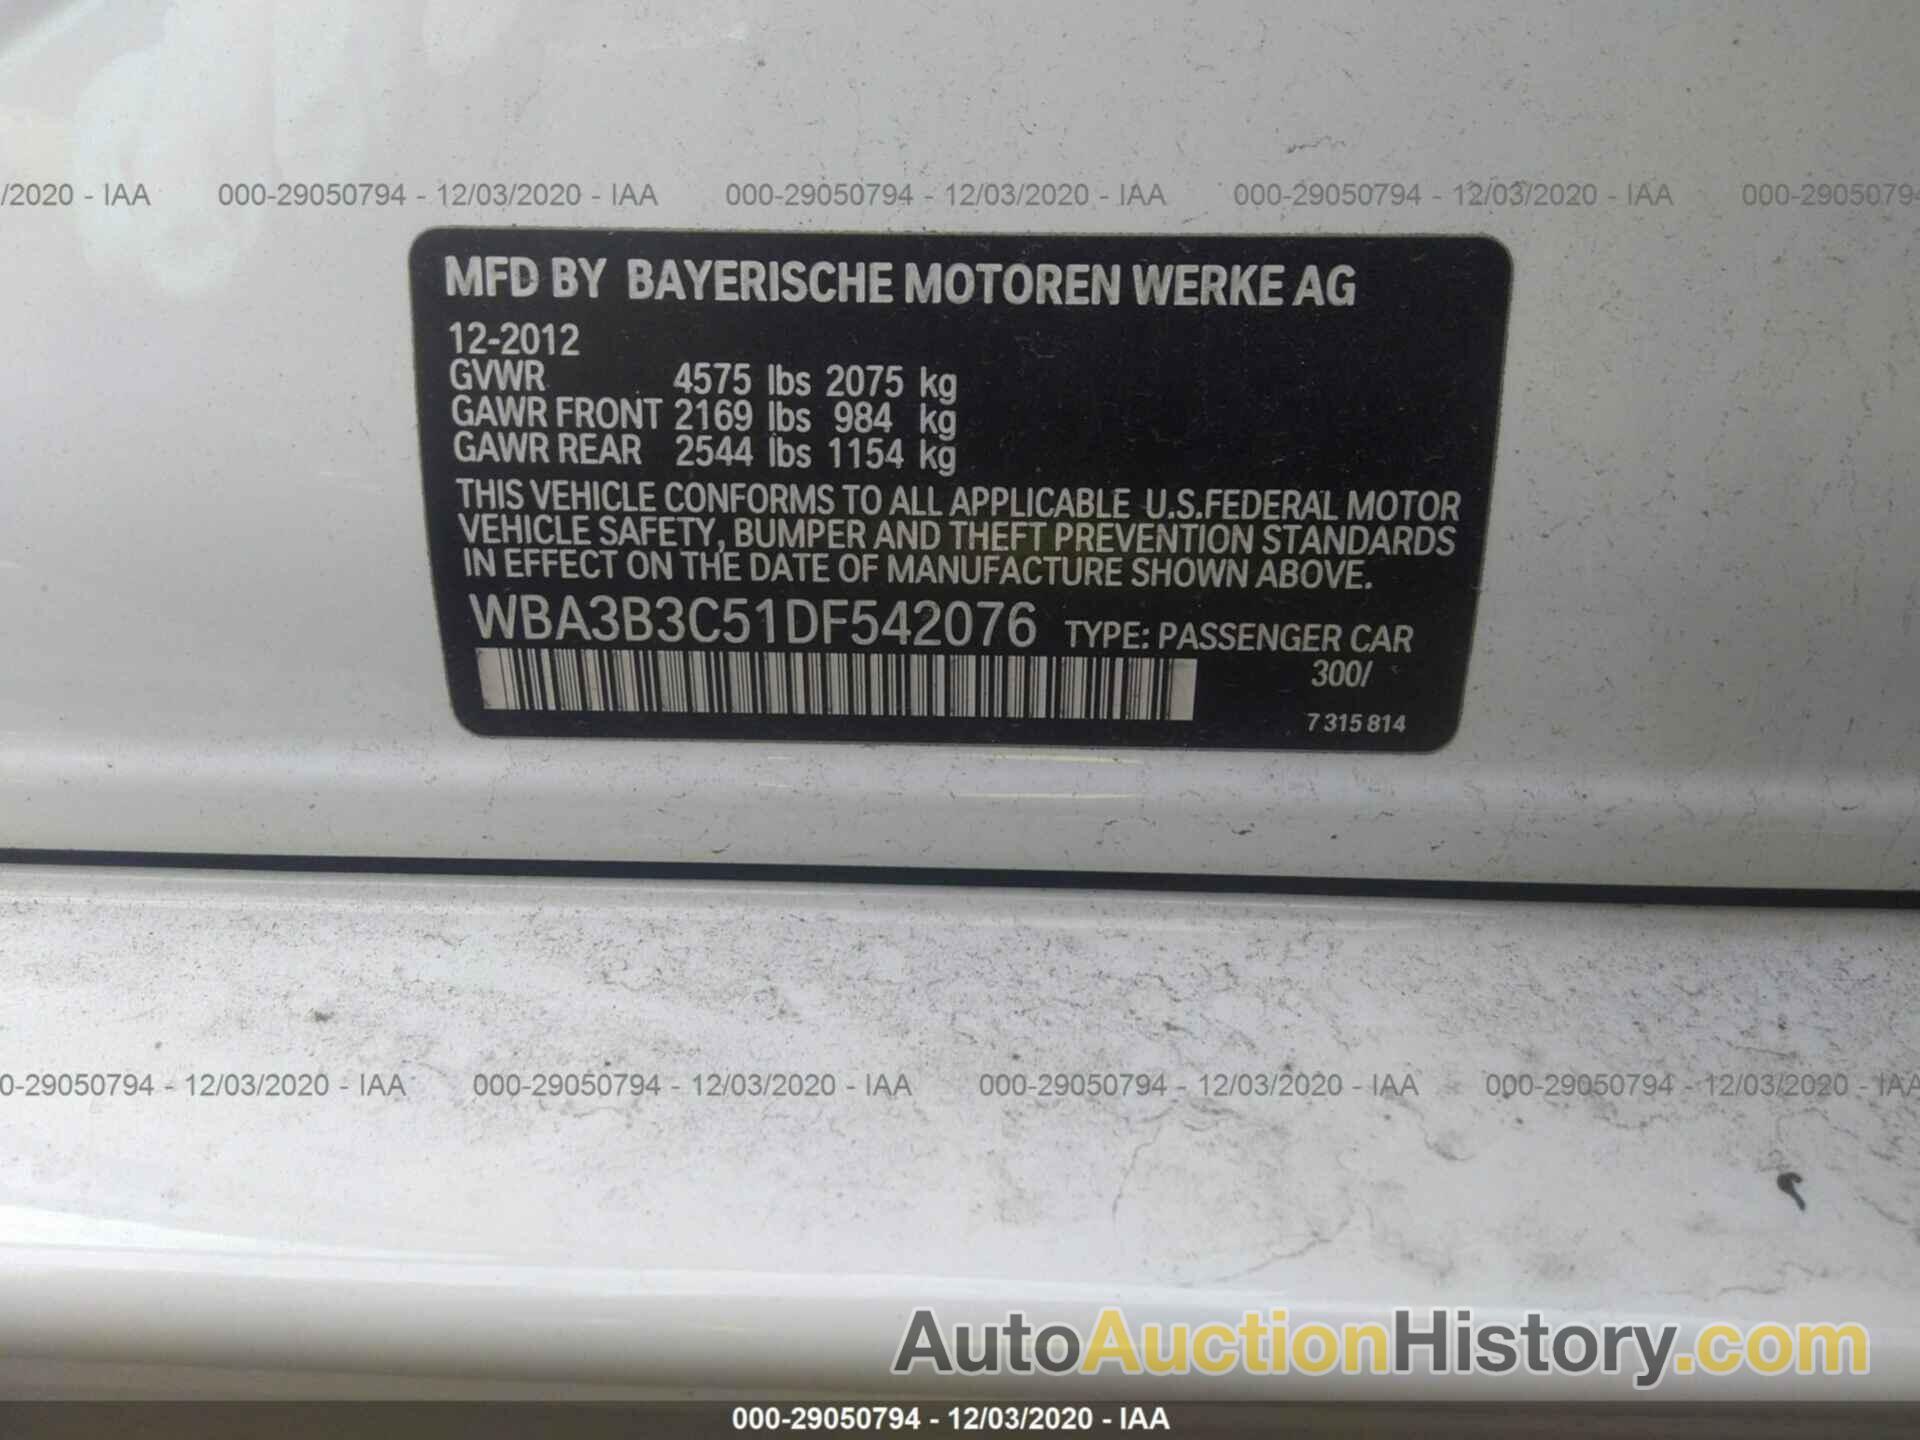 /2020 - IAA 000-29050794 - 12/03/2020 - IAA 000-29050794 - 12/03/2020 - IAA 000-29050794 - 12/03/2020 - IAA 000-2905079
MFD BY BAYERISCHE MOTOREN WERKE AG
12-2012
GVWR 4575 lbs 2075 kg
GAWR FRONT 2169 lbs 984 kg
GAWR REAR 2544 lbs 1154 kg
THIS VEHICLE CONFORMS TO ALL APPLICABLE U.S.FEDERAL MOTOR
VEHICLE SAFETY, BUMPER AND THEFT PREVENTION STANDARDS
IN EFFECT ON THE DATE OF MANUFACTURE SHOWN ABOVE.
WBA3B3C51DF542076 TYPE: PASSENGER CAR
300/
7 315 814
0-29050794 - 12/03/2020 - IAA 000-29050794 - 12/03/2020 - IAA 000-29050794 - 12/03/2020 - IAA 000-29050794 - 12/03/2020 - IAA
AutoAuctionHistory.com
000-29050794 - 12/03/2020 - IAA